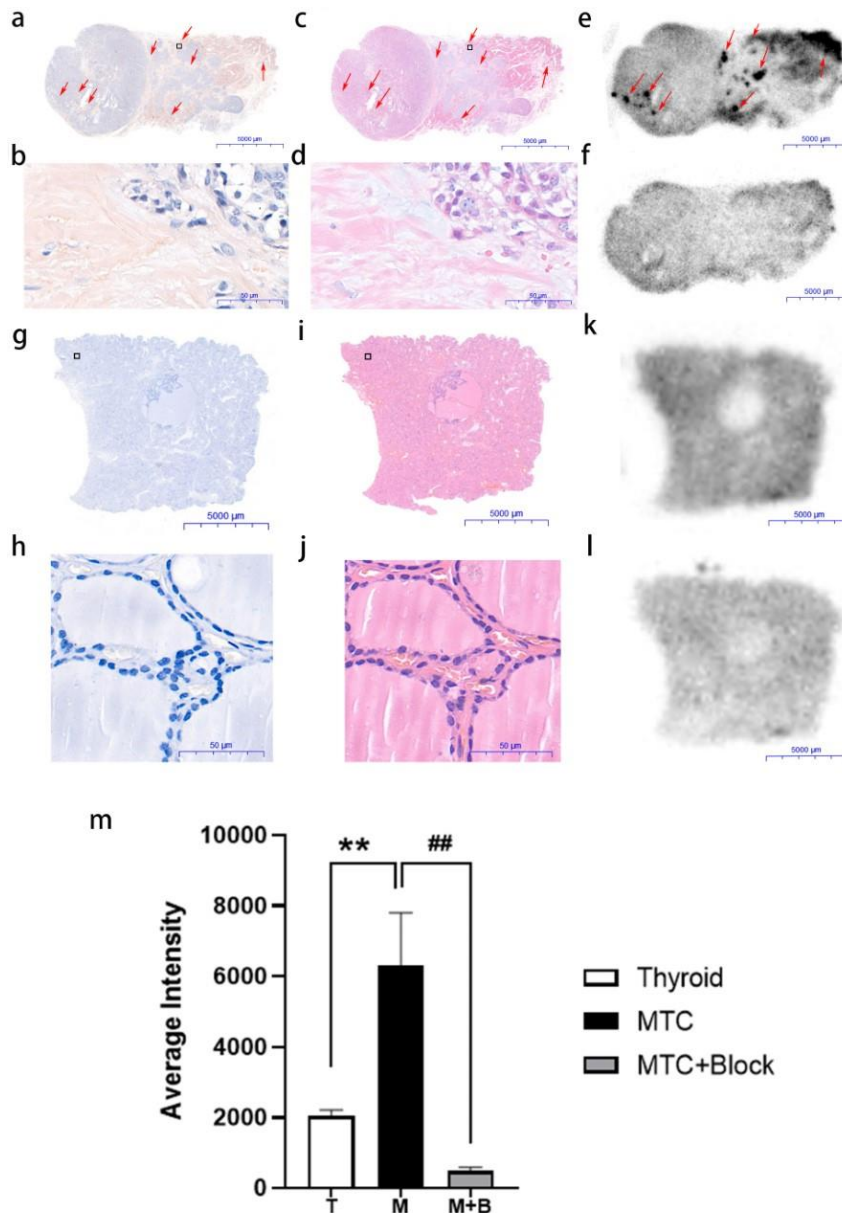 a
c
e
5000 µm
5000 µm
5000 µm
b
d
f
50 µm
50 µm
5000 µm
g
i
k
5000 µm
5000 µm
5000 µm
h
j
l
50 µm
50 µm
5000 µm
m
10000
8000
6000
4000
2000
0
Average Intensity
**
##
T
M
M+B
Thyroid
MTC
MTC+Block